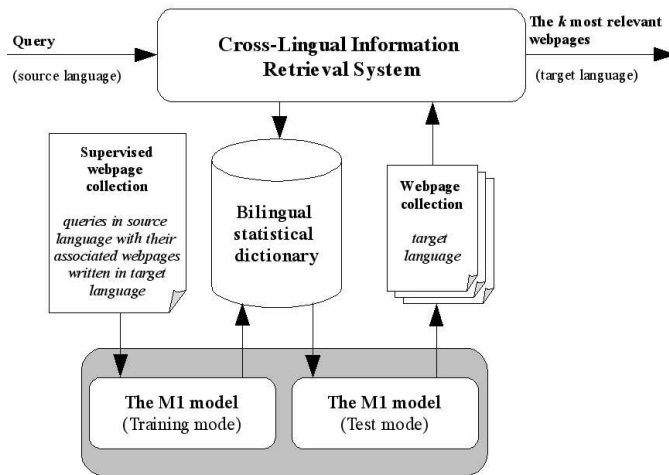 Query
(source language)
Cross-Lingual Information
Retrieval System
The k most relevant
webpages
(target language)
Supervised
webpage
collection
queries in source
language with their
associated webpages
written in target
language
Bilingual
statistical
dictionary
Webpage
collection
target
language
The M1 model
(Training mode)
The M1 model
(Test mode)